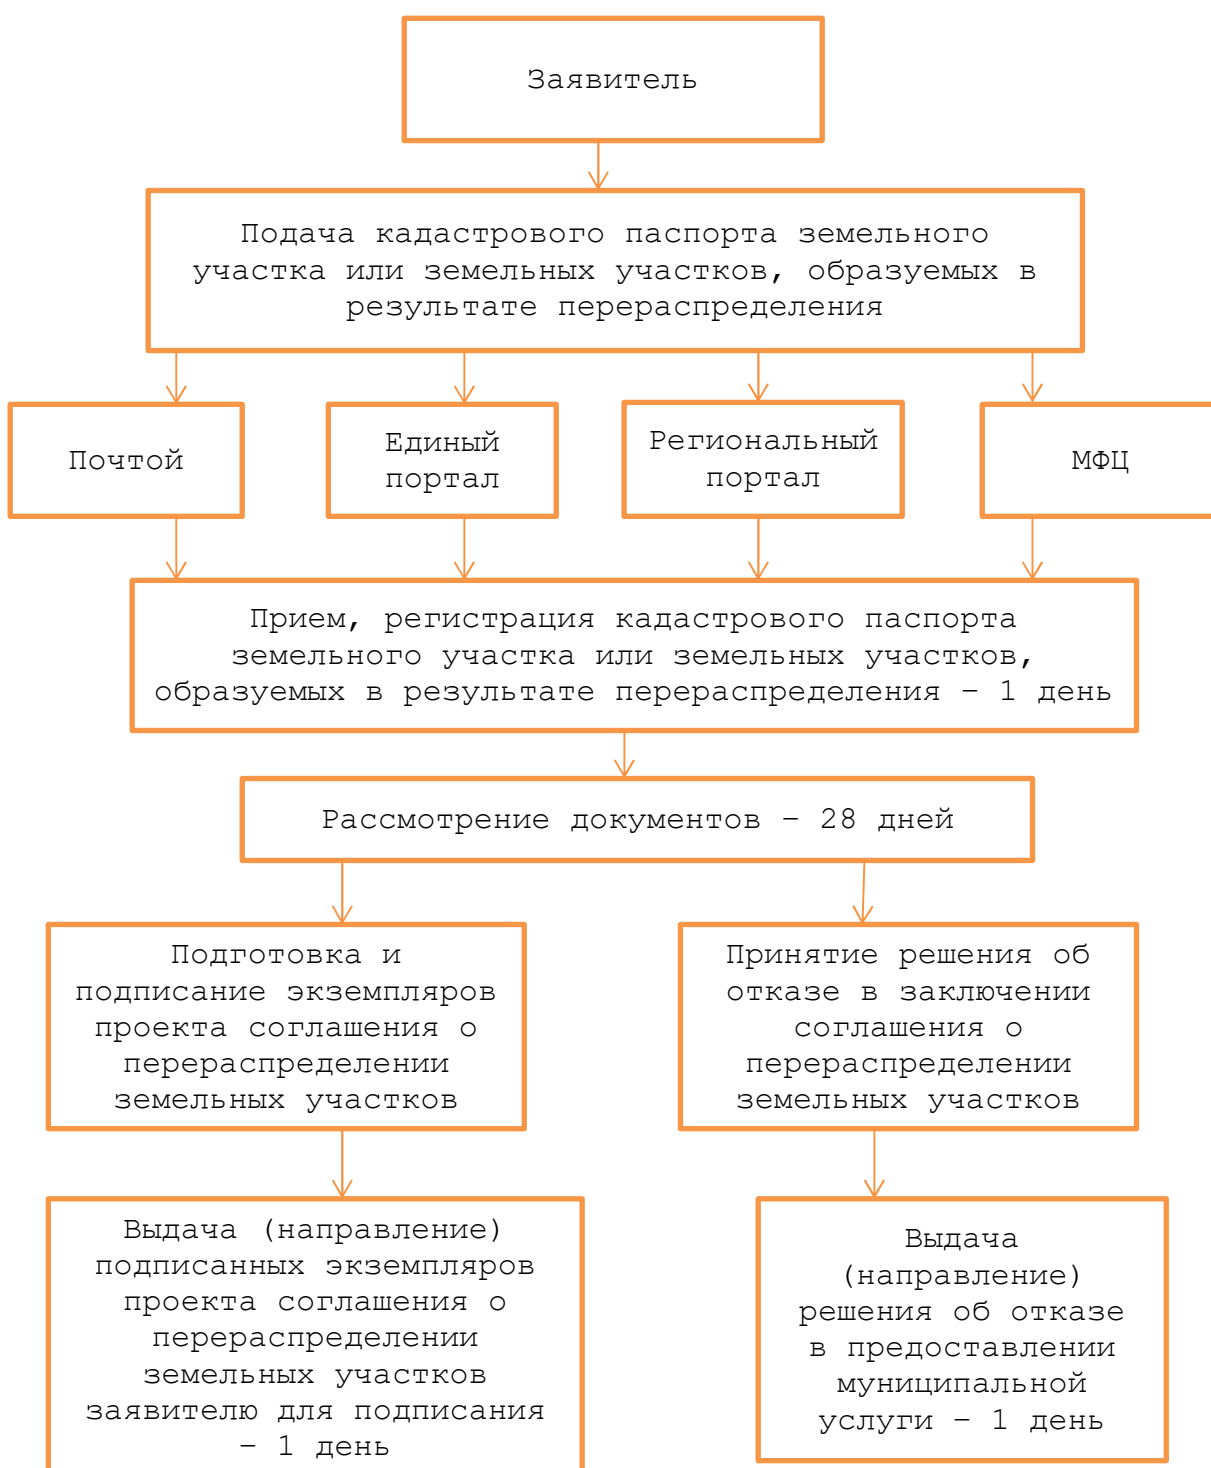 Заявитель
Подача кадастрового паспорта земельного
участка или земельных участков, образуемых в
результате перераспределения
Почтой
Единый
портал
Региональный
портал
МФЦ
Прием, регистрация кадастрового паспорта
земельного участка или земельных участков,
образуемых в результате перераспределения – 1 день
Рассмотрение документов – 28 дней
Подготовка и
подписание экземпляров
проекта соглашения о
перераспределении
земельных участков
Принятие решения об
отказе в заключении
соглашения о
перераспределении
земельных участков
Выдача (направление)
подписанных экземпляров
проекта соглашения о
перераспределении
земельных участков
заявителю для подписания
– 1 день
Выдача
(направление)
решения об отказе
в предоставлении
муниципальной
услуги – 1 день